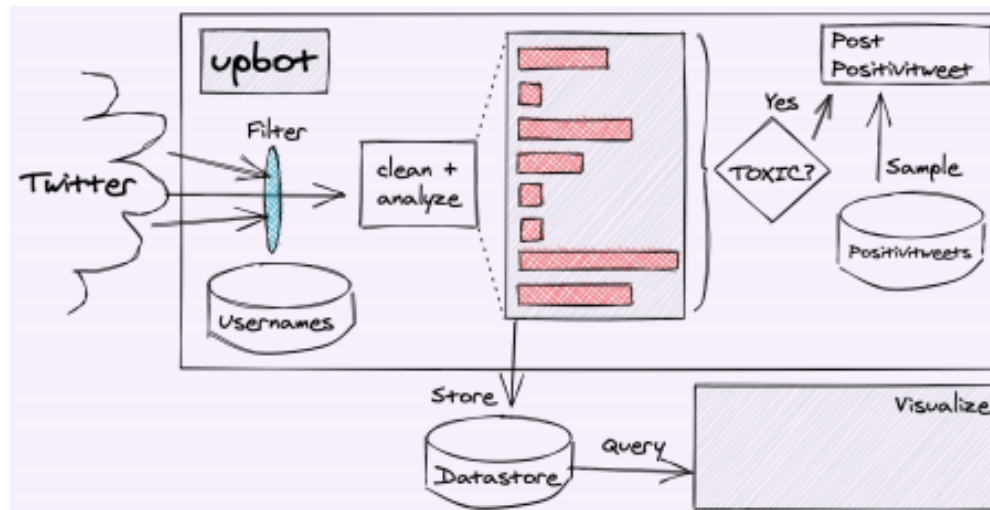 upbot
Filter
Twitter
Usernames
clean +
analyze
TOXIC?
Yes
Post
Positivitweet
Sample
Positivitweets
Store
Datastore
Query
Visualize